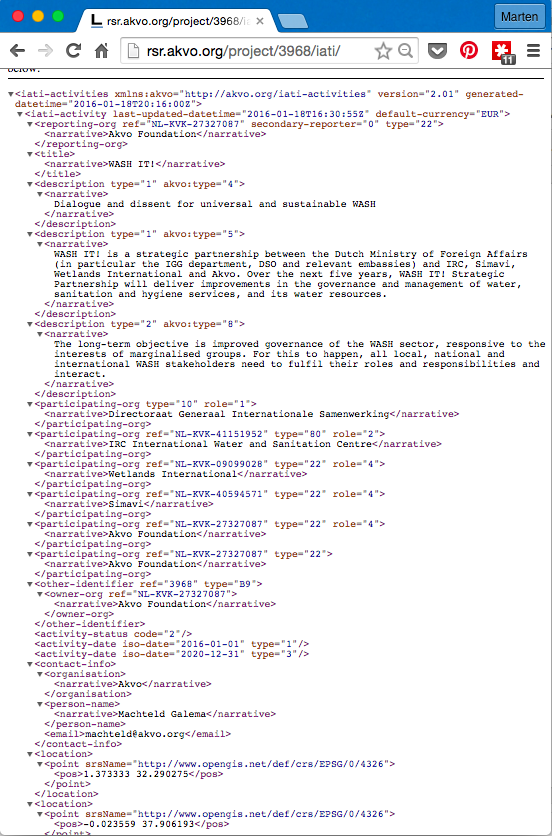 Marten
rsr.akvo.org/project/3968
rsr.akvo.org/project/3968/iati/
11
below.
<iati-activities xmlns:akvo="http://akvo.org/iati-activities" version="2.01" generated-
datetime="2016-01-18T20:16:00Z">
<iati-activity last-updated-datetime="2016-01-18T16:30:55Z" default-currency="EUR">
<reporting-org ref="NL-KVK-27327087" secondary-reporter="0" type="22">
<narrative>Akvo Foundation</narrative>
</reporting-org>
<title>
<narrative>WASH IT!</narrative>
</title>
<description type="1" akvo:type="4">
<narrative>
Dialogue and dissent for universal and sustainable WASH
</narrative>
</description>
<description type="1" akvo:type="5">
<narrative>
WASH IT! is a strategic partnership between the Dutch Ministry of Foreign Affairs
(in particular the IGG department, DSO and relevant embassies) and IRC, Simavi,
Wetlands International and Akvo. Over the next five years, WASH IT! Strategic
Partnership will deliver improvements in the governance and management of water,
sanitation and hygiene services, and its water resources.
</narrative>
</description>
<description type="2" akvo:type="8">
<narrative>
The long-term objective is improved governance of the WASH sector, responsive to the
interests of marginalised groups. For this to happen, all local, national and
international WASH stakeholders need to fulfil their roles and responsibilities and
interact.
</narrative>
</description>
<participating-org type="10" role="1">
<narrative>Directoraat Generaal Internationale Samenwerking</narrative>
</participating-org>
<participating-org ref="NL-KVK-41151952" type="80" role="2">
<narrative>IRC International Water and Sanitation Centre</narrative>
</participating-org>
<participating-org ref="NL-KVK-09099028" type="22" role="4">
<narrative>Wetlands International</narrative>
</participating-org>
<participating-org ref="NL-KVK-40594571" type="22" role="4">
<narrative>Simavi</narrative>
</participating-org>
<participating-org ref="NL-KVK-27327087" type="22" role="4">
<narrative>Akvo Foundation</narrative>
</participating-org>
<participating-org ref="NL-KVK-27327087" type="22">
<narrative>Akvo Foundation</narrative>
</participating-org>
<other-identifier ref="3968" type="B9">
<owner-org ref="NL-KVK-27327087">
<narrative>Akvo Foundation</narrative>
</owner-org>
</other-identifier>
<activity-status code="2"/>
<activity-date iso-date="2016-01-01" type="1"/>
<activity-date iso-date="2020-12-31" type="3"/>
<contact-info>
<organisation>
<narrative>Akvo</narrative>
</organisation>
<person-name>
<narrative>Machteld Galema</narrative>
</person-name>
<email>machteld@akvo.org</email>
</contact-info>
<location>
<point srsName="http://www.opengis.net/def/crs/EPSG/0/4326">
<pos>1.373333 32.290275</pos>
</point>
</location>
<location>
<point srsName="http://www.opengis.net/def/crs/EPSG/0/4326">
<pos>-0.023559 37.906193</pos>
</point>